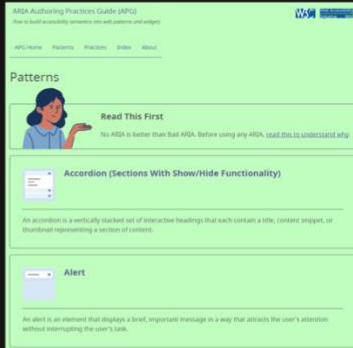 ARIA Authoring Practices Guide (APG)
How to build accessibility semantics into web patterns and widgets
W3C
APG Home Patterns Practices Index About
Patterns
Read This First
No ARIA is better than Bad ARIA. Before using any ARIA, read this to understand why.
Accordion (Sections With Show/Hide Functionality)
An accordion is a vertically stacked set of interactive headings that each contain a title, content snippet, or
thumbnail representing a section of content.
Alert
An alert is an element that displays a brief, important message in a way that attracts the user's attention
without interrupting the user's task.